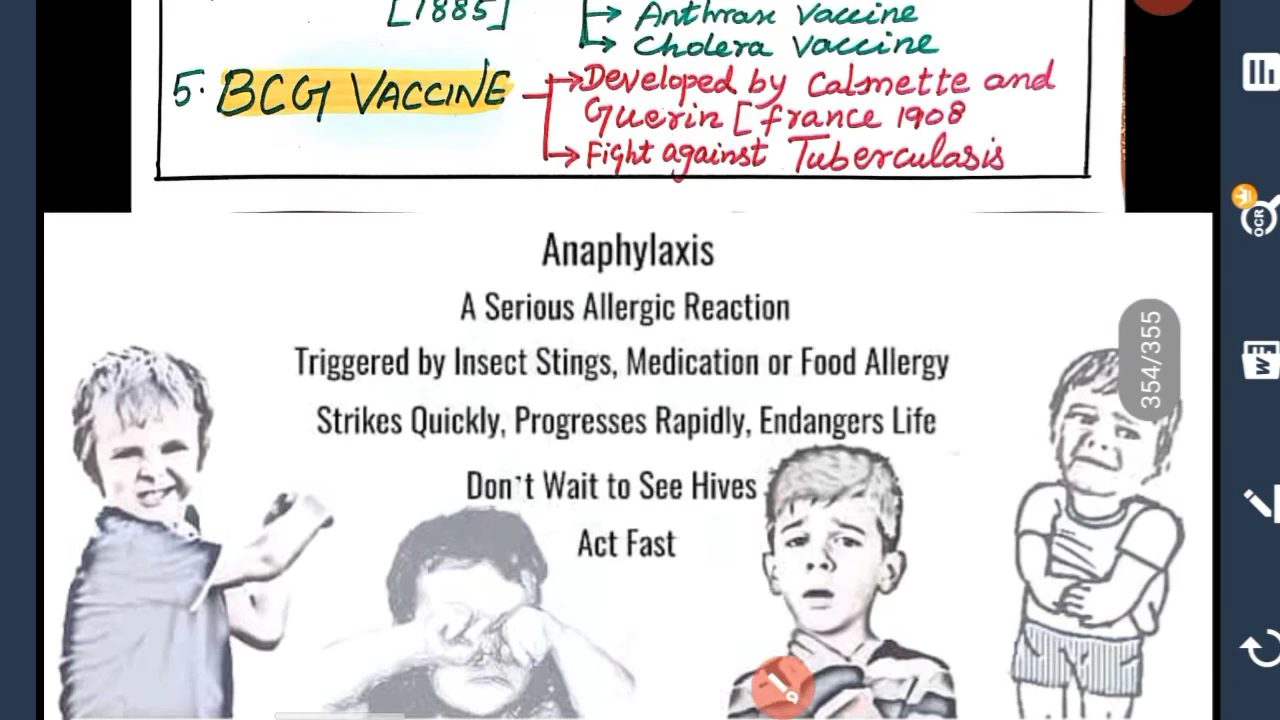 [1885]
→ Anthrax Vaccine
→ Cholera Vaccine
5. BCG VACCINE
→ Developed by Calmette and
Guerin [france 1908
→ Fight against Tuberculasis
Anaphylaxis
A Serious Allergic Reaction
Triggered by Insect Stings, Medication or Food Allergy
Strikes Quickly, Progresses Rapidly, Endangers Life
Don't Wait to See Hives
Act Fast
354/355
OCR
W